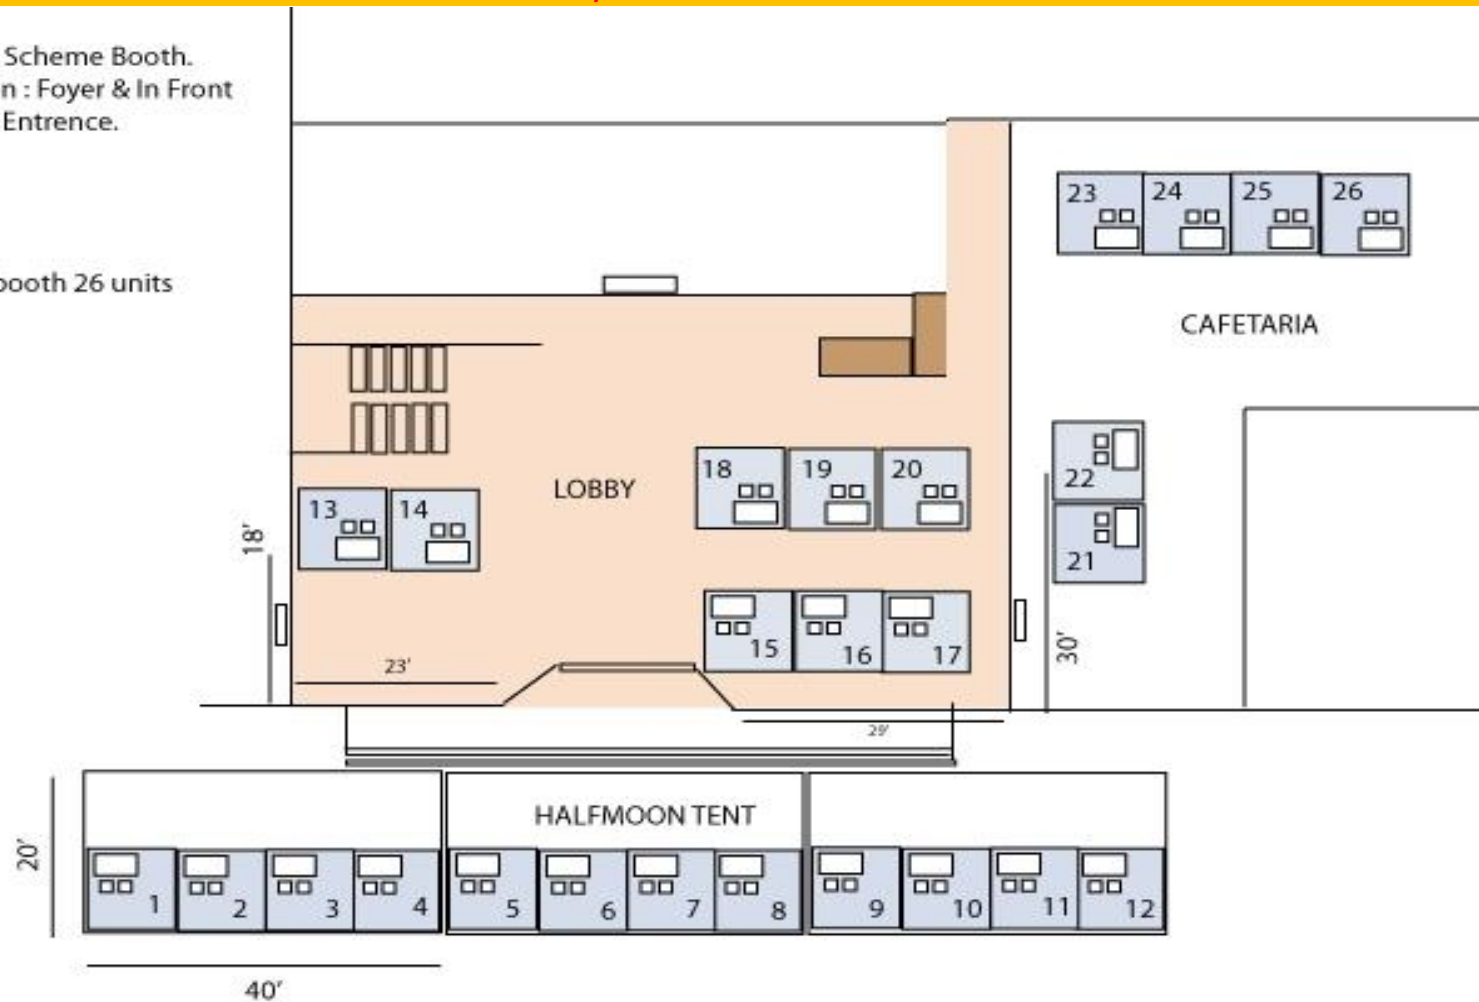 Scheme Booth.
n : Foyer & In Front
Entrence.
booth 26 units
23 24 25 26
CAFETARIA
18 19 20
LOBBY
22
13 14
21
18'
15 16 17
30'
23'
29'
HALFMOON TENT
20'
1 2 3 4 5 6 7 8 9 10 11 12
40'